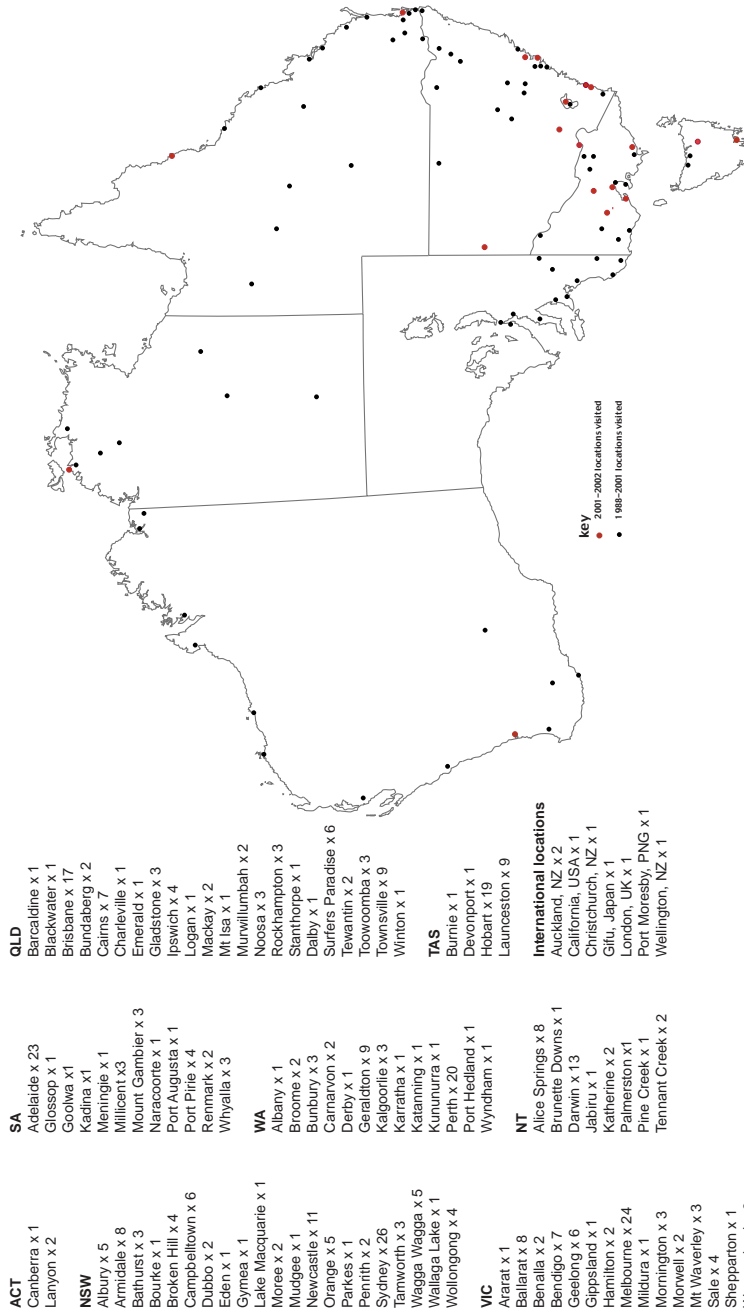 ACT
Canberra x 1
Lanyon x 2
NSW
Albury x 5
Armidale x 8
Bathurst x 3
Bourke x 1
Broken Hill x 4
Campbelltown x 6
Dubbo x 2
Eden x 1
Gymea x 1
Lake Macquarie x 1
Moree x 2
Mudgee x 1
Newcastle x 11
Orange x 5
Parkes x 1
Penrith x 2
Sydney x 26
Tamworth x 3
Wagga Wagga x 5
Wallaga Lake x 1
Wollongong x 4
VIC
Ararat x 1
Ballarat x 8
Benalla x 2
Bendigo x 7
Geelong x 6
Gippsland x 1
Hamilton x 2
Melbourne x 24
Mildura x 1
Mornington x 3
Morwell x 2
Mt Waverley x 3
Sale x 4
Shepparton x 1
SA
Adelaide x 23
Glossop x 1
Goolwa x1
Kadina x1
Meningie x 1
Millicent x3
Mount Gambier x 3
Naracoorte x 1
Port Augusta x 1
Port Pirie x 4
Renmark x 2
Whyalla x 3
WA
Albany x 1
Broome x 2
Bunbury x 3
Carnarvon x 2
Derby x 1
Geraldton x 9
Kalgoorlie x 3
Karratha x 1
Katanning x 1
Kununurra x 1
Perth x 20
Port Hedland x 1
Wyndham x 1
NT
Alice Springs x 8
Brunette Downs x 1
Darwin x 13
Jabiru x 1
Katherine x 2
Palmerston x1
Pine Creek x 1
Tennant Creek x 2
QLD
Barcaldine x 1
Blackwater x 1
Brisbane x 17
Bundaberg x 2
Cairns x 7
Charleville x 1
Emerald x 1
Gladstone x 3
Ipswich x 4
Logan x 1
Mackay x 2
Mt Isa x 1
Murwillumbah x 2
Noosa x 3
Rockhampton x 3
Stanthorpe x 1
Dalby x 1
Surfers Paradise x 6
Tewantin x 2
Toowoomba x 3
Townsville x 9
Winton x 1
TAS
Burnie x 1
Devonport x 1
Hobart x 19
Launceston x 9
International locations
Auckland, NZ x 2
California, USA x 1
Christchurch, NZ x 1
Gifu, Japan x 1
London, UK x 1
Port Moresby, PNG x 1
Wellington, NZ x 1
key
2001–2002 locations visited
1988–2001 locations visited